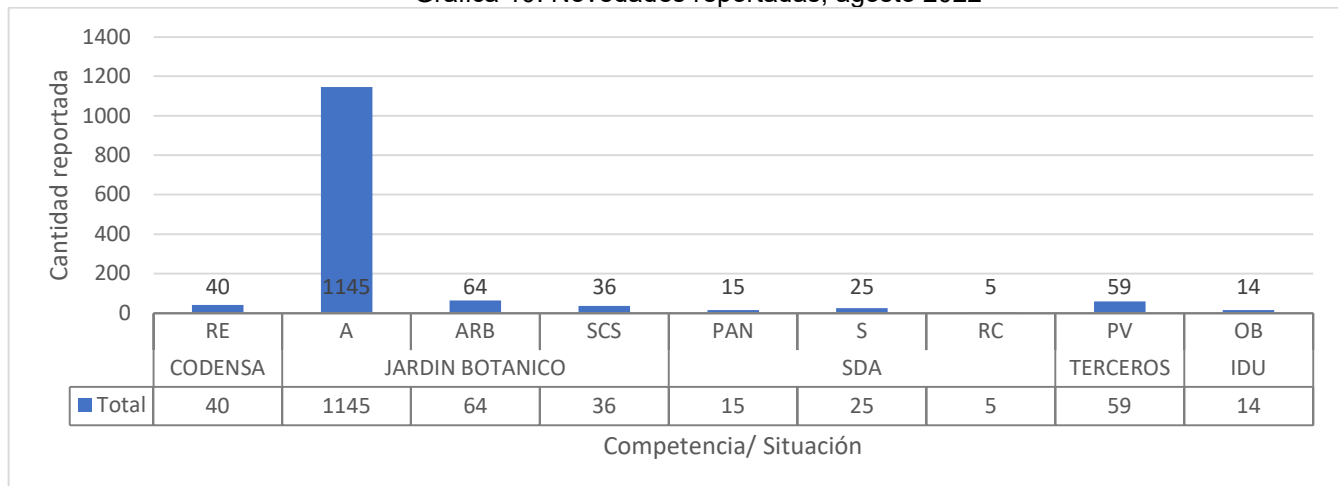 1400
1200
1000
800
600
400
200
0
Cantidad reportada
40 1145 64 36 15 25 5 59 14
RE A ARB SCS PAN S RC PV OB
CODENSA JARDIN BOTANICO SDA TERCEROS IDU
Total 40 1145 64 36 15 25 5 59 14
Competencia/ Situación